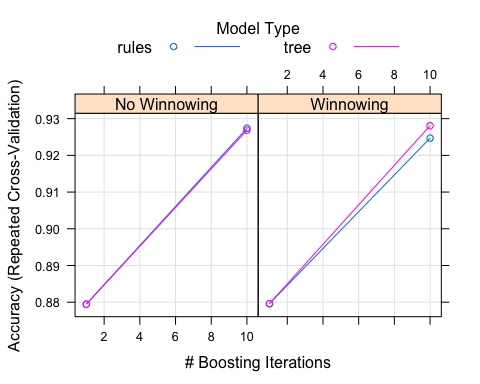 Model Type
rules tree
2 4 6 8 10
No Winnowing Winnowing
0.93
0.92
0.91
0.90
0.89
0.88
Accuracy (Repeated Cross-Validation)
2 4 6 8 10
# Boosting Iterations